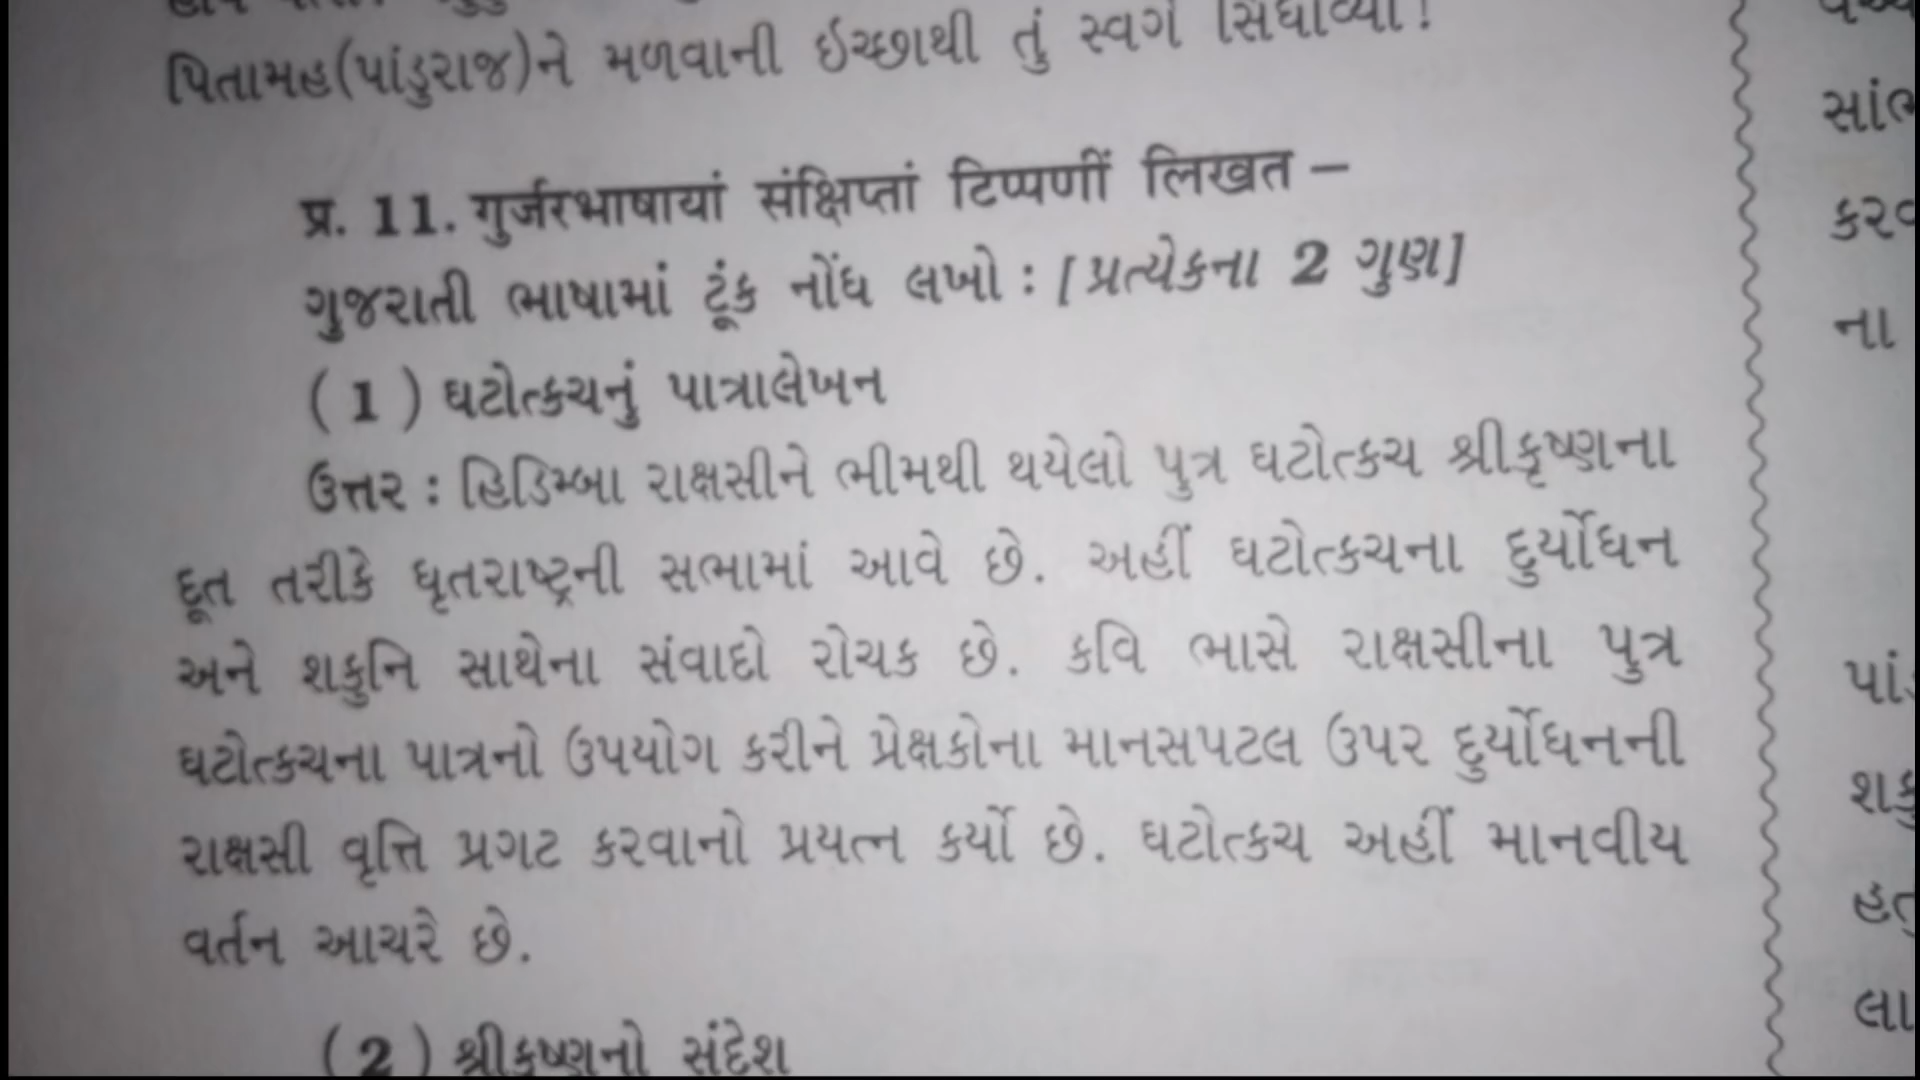 પિતામહ(પાંડુરાજ)ને મળવાની ઇચ્છાથી તું સ્વર્ગે સિધાવ્યો!
પ્ર. 11. गुर्जरभाषायां संक्षिप्तां टिप्पणीं लिखत –
ગુજરાતી ભાષામાં ટૂંક નોંધ લખો : [પ્રત્યેકના 2 ગુણ]
( 1 ) ઘટોત્કચનું પાત્રાલેખન
ઉત્તર : હિડિમ્બા રાક્ષસીને ભીમથી થયેલો પુત્ર ઘટોત્કચ શ્રીકૃષ્ણના
દૂત તરીકે ધૃતરાષ્ટ્રની સભામાં આવે છે. અહીં ઘટોત્કચના દુર્યોધન
અને શકુનિ સાથેના સંવાદો રોચક છે. કવિ ભાસે રાક્ષસીના પુત્ર
ઘટોત્કચના પાત્રનો ઉપયોગ કરીને પ્રેક્ષકોના માનસપટલ ઉપર દુર્યોધનની
રાક્ષસી વૃત્તિ પ્રગટ કરવાનો પ્રયત્ન કર્યો છે. ઘટોત્કચ અહીં માનવીય
વર્તન આચરે છે.
( 2 ) શ્રીકૃષ્ણનો સંદેશ
ના